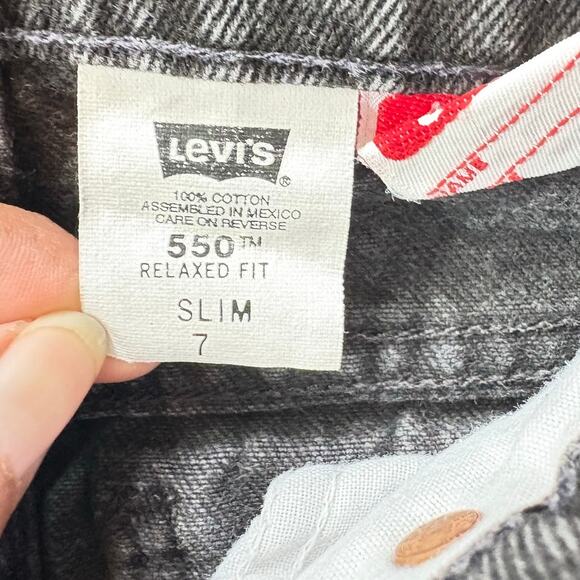 Levi's
®
100% COTTON
ASSEMBLED IN MEXICO
CARE ON REVERSE
550™
RELAXED FIT
SLIM
7